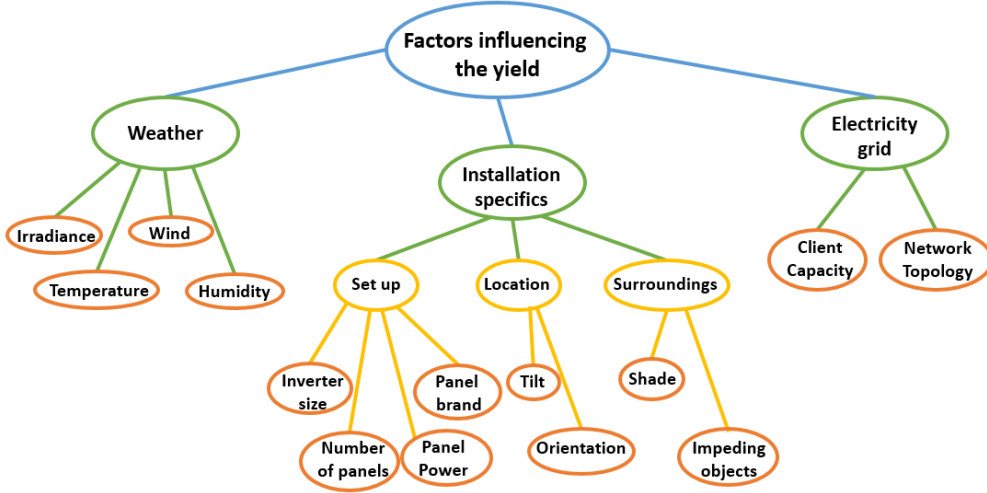 Factors influencing
the yield
Weather
Electricity
grid
Installation
specifics
Irradiance
Wind
Temperature
Humidity
Client
Capacity
Network
Topology
Set up
Location
Surroundings
Inverter
size
Panel
brand
Tilt
Shade
Number
of panels
Panel
Power
Orientation
Impeding
objects